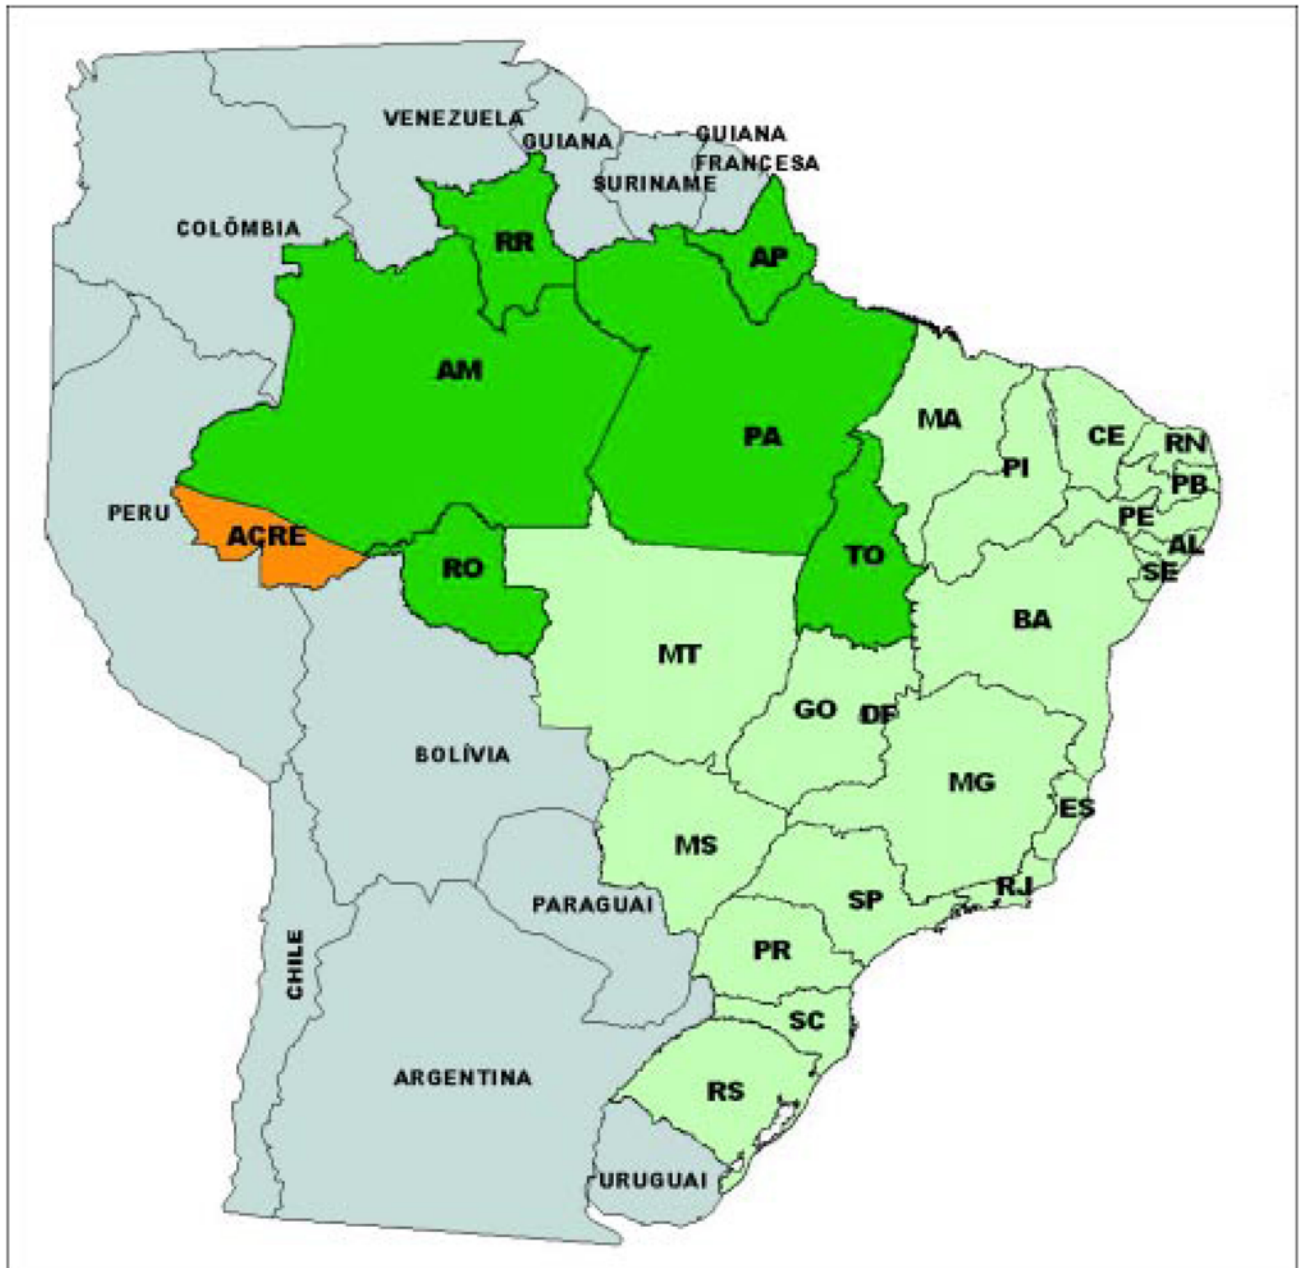 VENEZUELA
GUIANA
GUIANA
FRANCESA
SURINAME
COLÔMBIA
RR
AP
AM
PA
MA
CE
RN
PI
PB
PERU
ACRE
PE
RO
TO
AL
SE
BA
MT
GO
DF
BOLÍVIA
MG
ES
MS
RJ
SP
PARAGUAI
PR
CHILE
SC
ARGENTINA
RS
URUGUAI